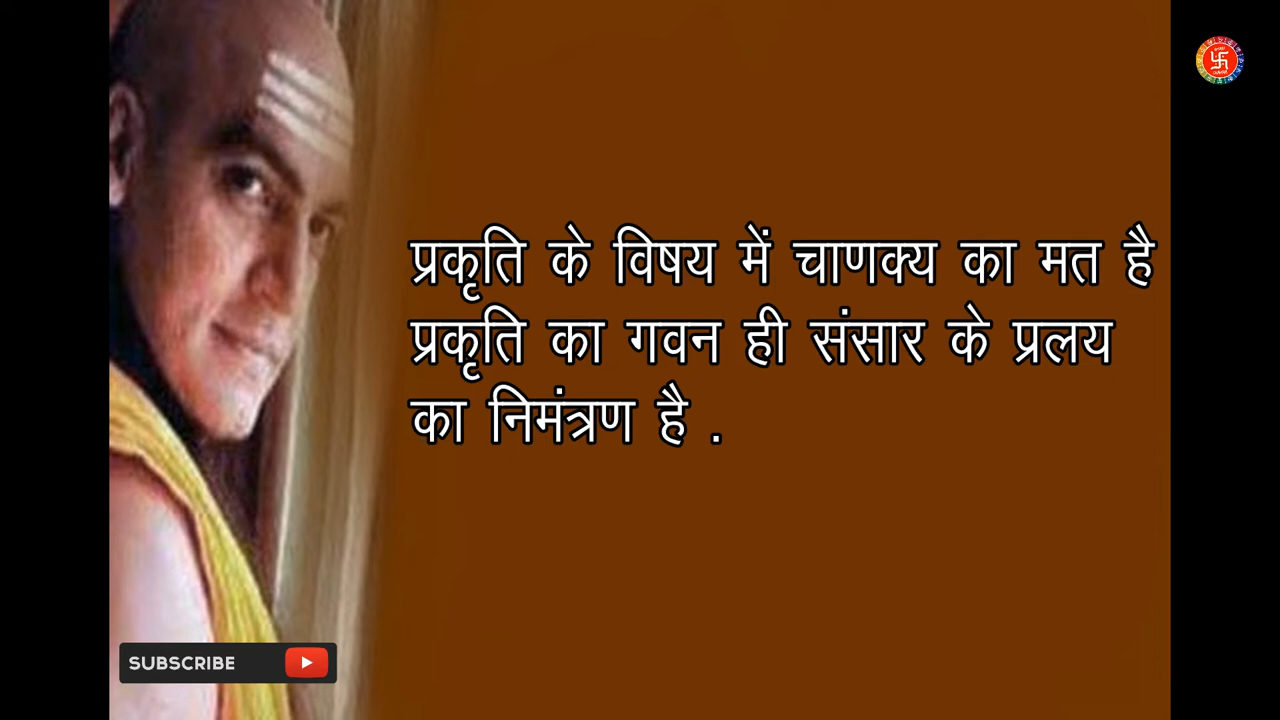 प्रकृति के विषय में चाणक्य का मत है
प्रकृति का गवन ही संसार के प्रलय
का निमंत्रण है .
SUBSCRIBE